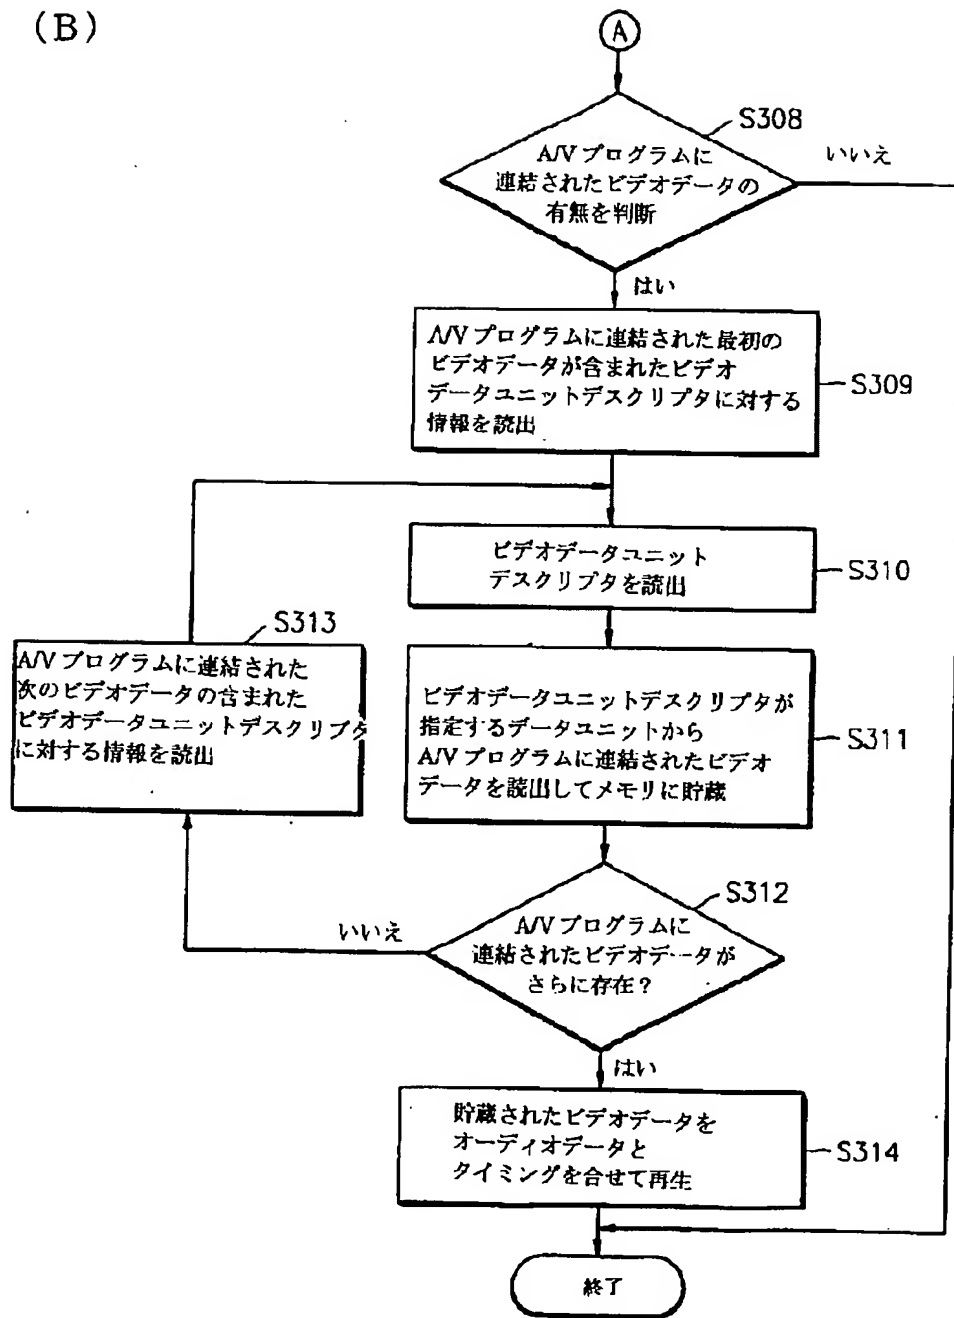 (B)
A
S308
A/Vプログラムに
連結されたビデオデータの
有無を判断
いいえ
はい
A/Vプログラムに連結された最初の
ビデオデータが含まれたビデオ
データユニットデスクリプタに対する
情報を読出
S309
ビデオデータユニット
デスクリプタを読出
S310
S313
A/Vプログラムに連結された
次のビデオデータの含まれた
ビデオデータユニットデスクリプタ
に対する情報を読出
ビデオデータユニットデスクリプタが
指定するデータユニットから
A/Vプログラムに連結されたビデオ
データを読出してメモリに貯蔵
S311
S312
A/Vプログラムに
連結されたビデオデータが
さらに存在?
いいえ
はい
貯蔵されたビデオデータを
オーディオデータと
タイミングを合せて再生
S314
終了